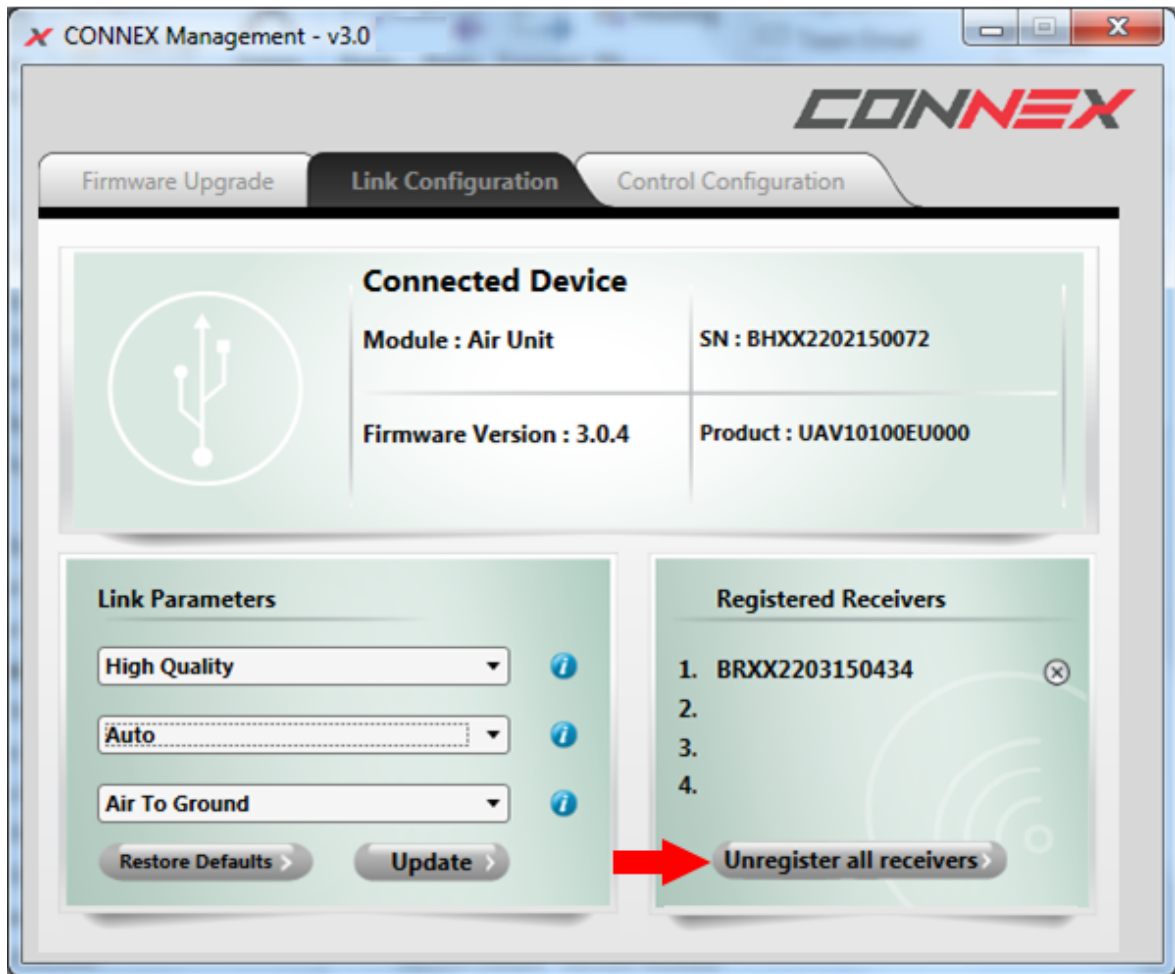 CONNEX Management - v3.0
CONNEX
Firmware Upgrade
Link Configuration
Control Configuration
Connected Device
Module : Air Unit
SN : BHXX2202150072
Firmware Version : 3.0.4
Product : UAV10100EU000
Link Parameters
High Quality
Auto
Air To Ground
Restore Defaults
Update
Registered Receivers
1. BRXX2203150434
2.
3.
4.
Unregister all receivers